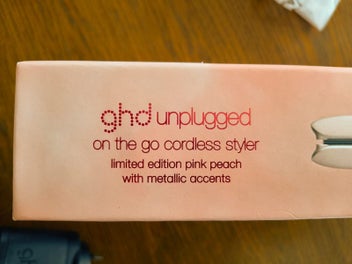 ghd unplugged
on the go cordless styler
limited edition pink peach
with metallic accents